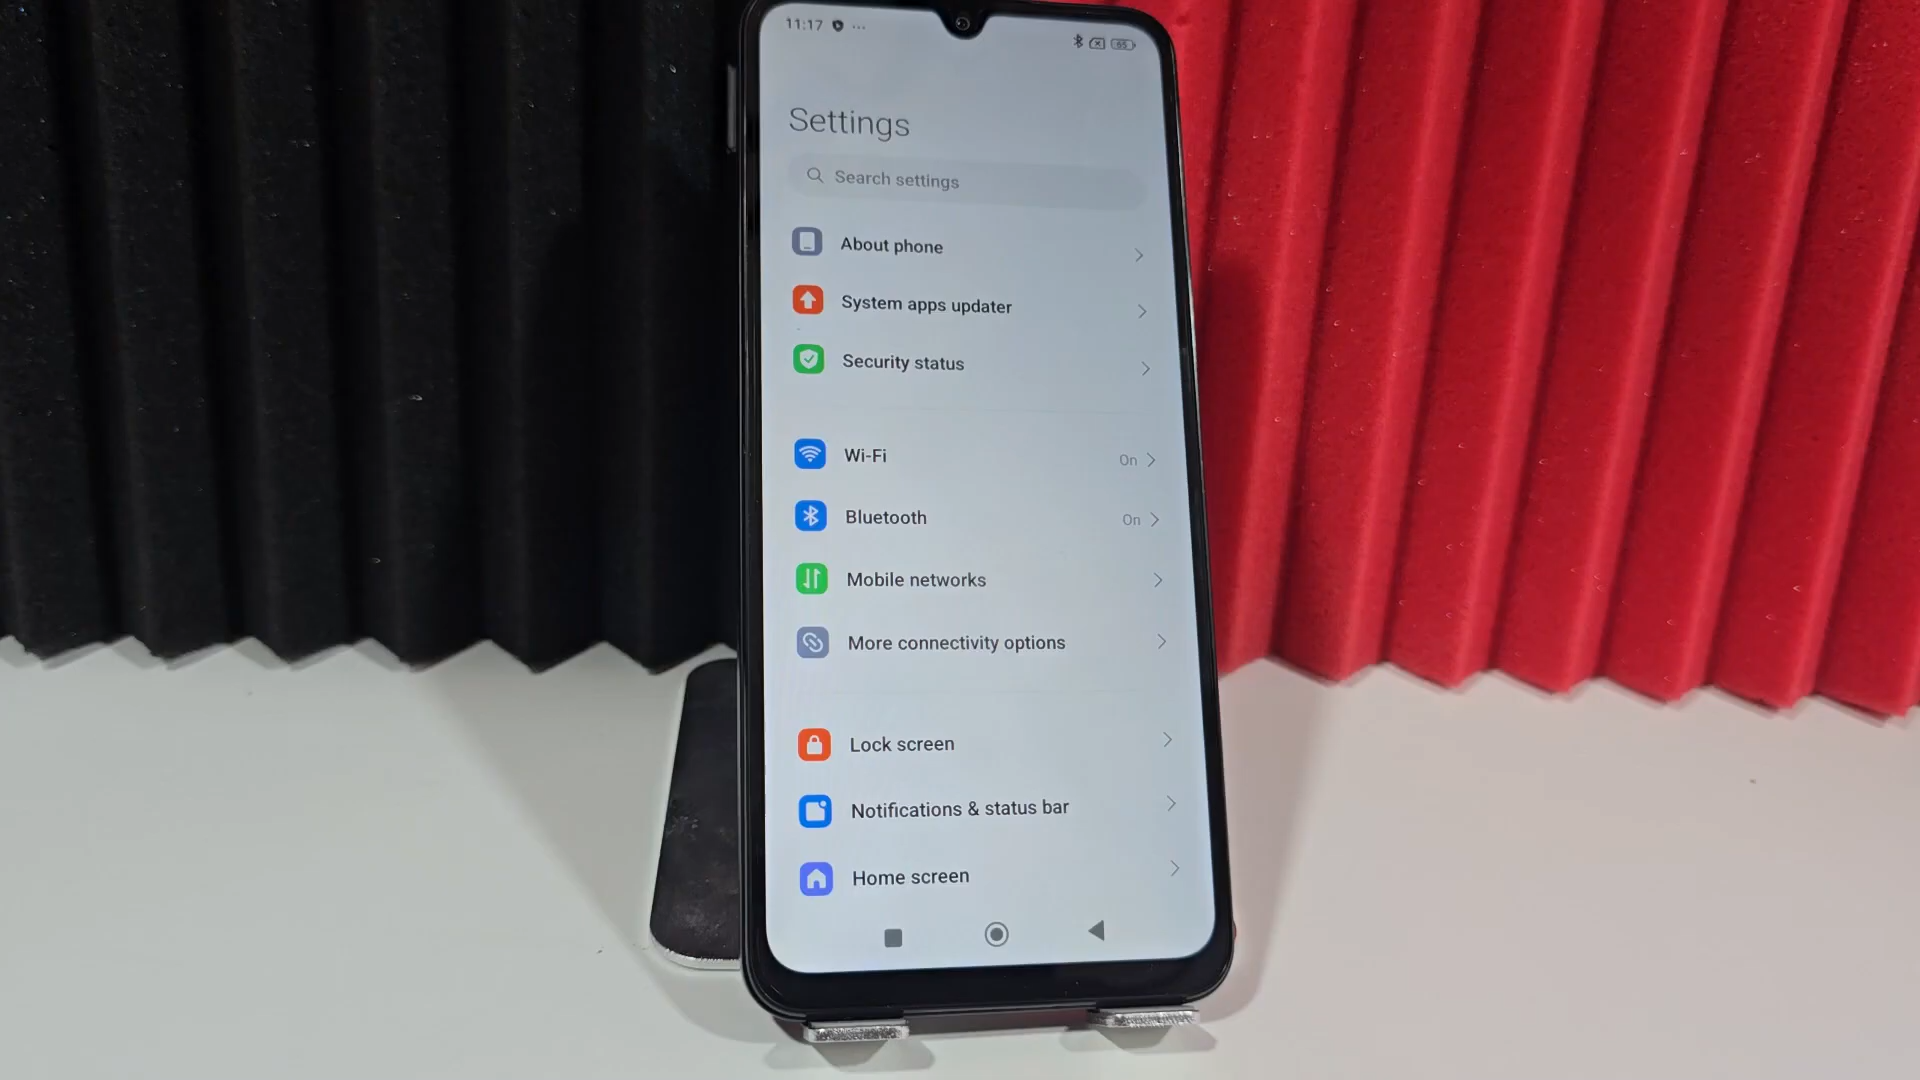 11:17 ... 65
Settings
Search settings
About phone
System apps updater
Security status
Wi-Fi On
Bluetooth On
Mobile networks
More connectivity options
Lock screen
Notifications & status bar
Home screen